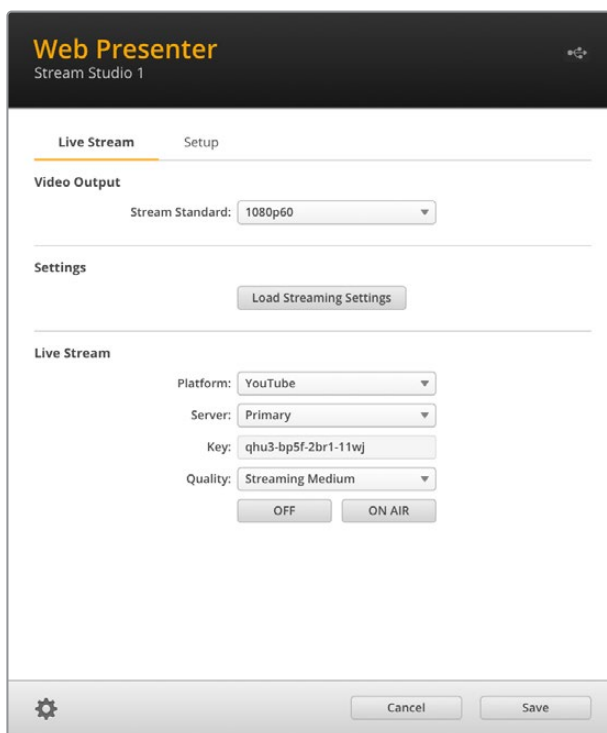 Web Presenter
Stream Studio 1
Live Stream Setup
Video Output
Stream Standard: 1080p60
Settings
Load Streaming Settings
Live Stream
Platform: YouTube
Server: Primary
Key: qhu3-bp5f-2br1-11wj
Quality: Streaming Medium
OFF ON AIR
Cancel Save